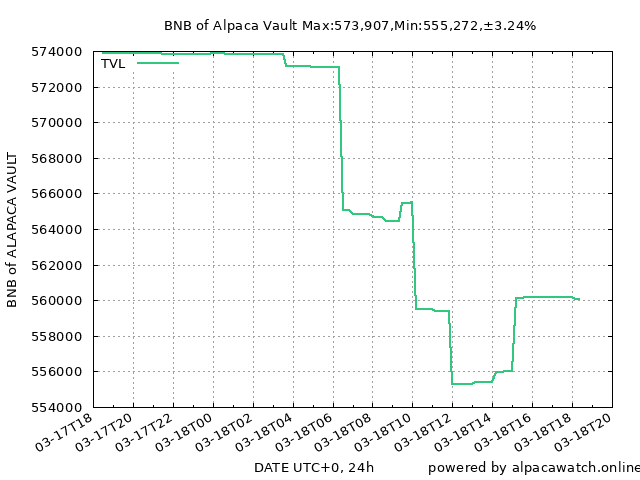 BNB of Alpaca Vault Max:573,907,Min:555,272,±3.24%
TVL
BNB of ALAPACA VAULT
574000
572000
570000
568000
566000
564000
562000
560000
558000
556000
554000
03-17T18
03-17T20
03-17T22
03-18T00
03-18T02
03-18T04
03-18T06
03-18T08
03-18T10
03-18T12
03-18T14
03-18T16
03-18T18
03-18T20
DATE UTC+0, 24h
powered by alpacawatch.online